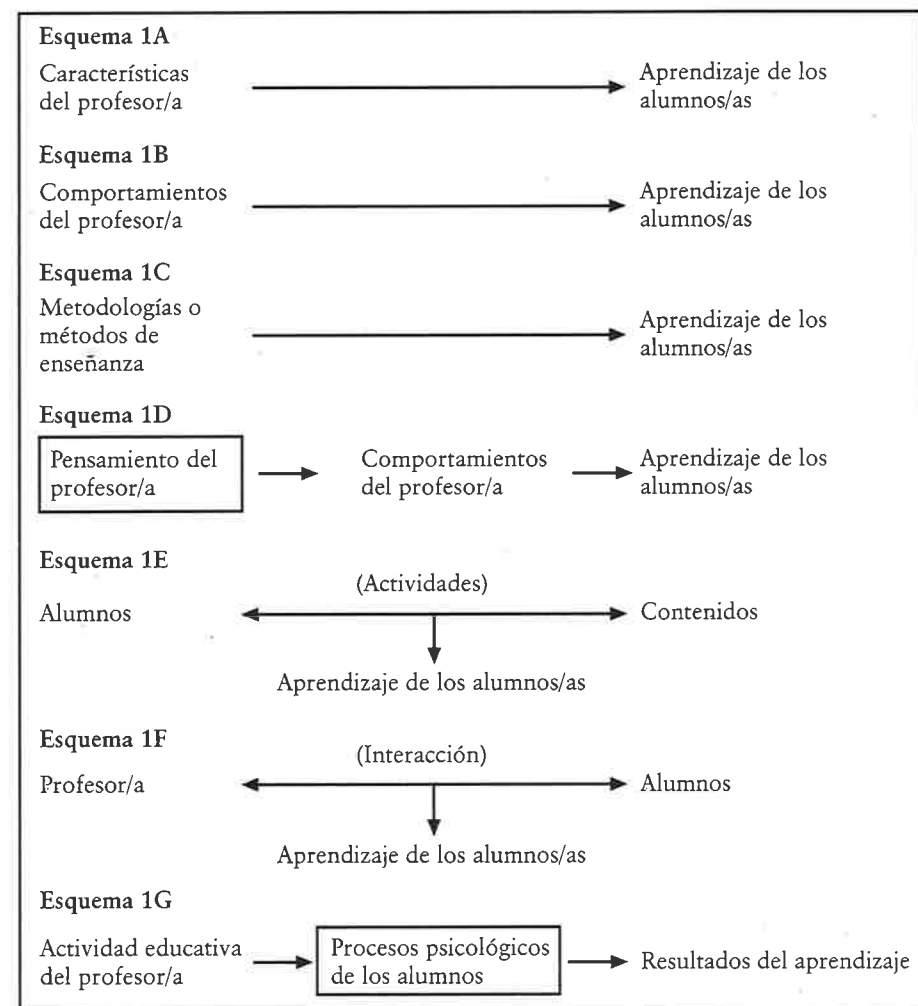 Esquema 1A
Características
del profesor/a
Aprendizaje de los
alumnos/as
Esquema 1B
Comportamientos
del profesor/a
Aprendizaje de los
alumnos/as
Esquema 1C
Metodologías o
métodos de
enseñanza
Aprendizaje de los
alumnos/as
Esquema 1D
Pensamiento del
profesor/a
Comportamientos
del profesor/a
Aprendizaje de los
alumnos/as
Esquema 1E
(Actividades)
Alumnos
Contenidos
Aprendizaje de los alumnos/as
Esquema 1F
(Interacción)
Profesor/a
Alumnos
Aprendizaje de los alumnos/as
Esquema 1G
Actividad educativa
del profesor/a
Procesos psicológicos
de los alumnos
Resultados del aprendizaje